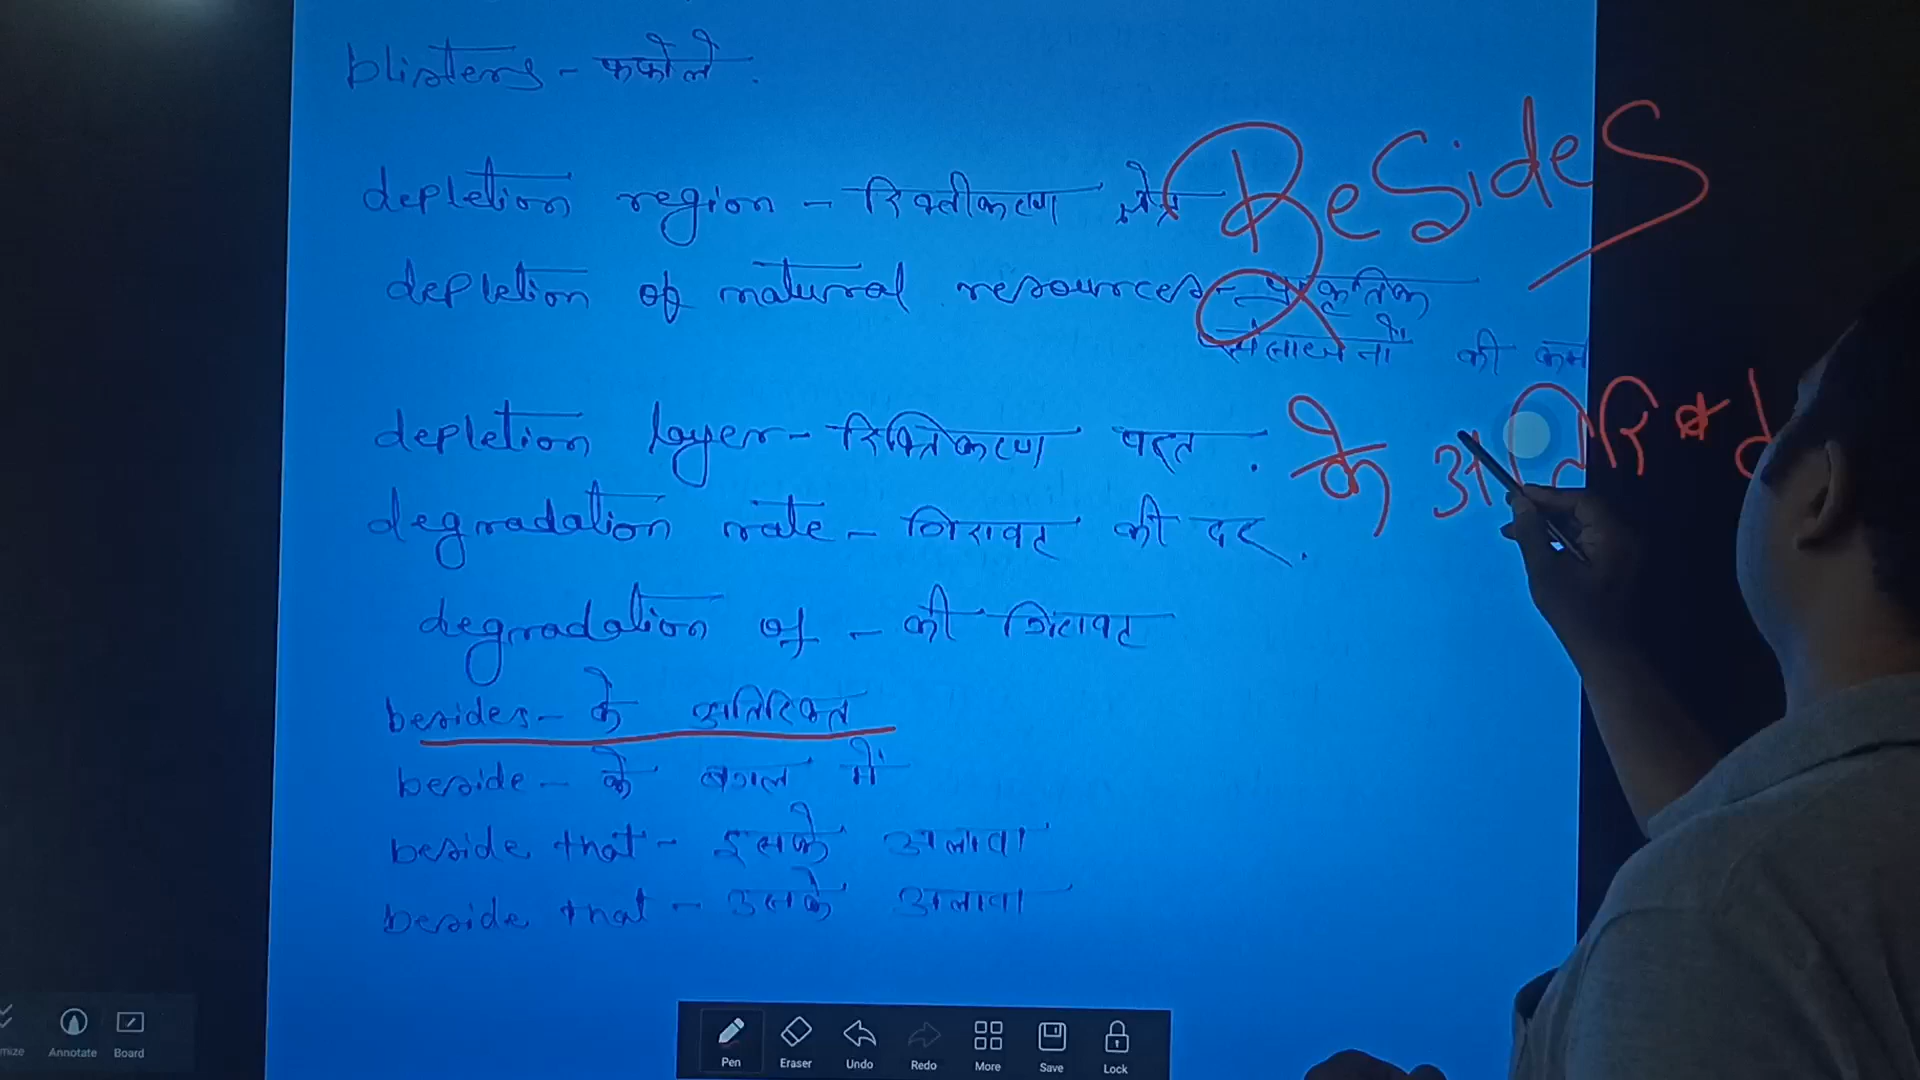 blisters - फफोले .
depletion region - रिक्तीकरण क्षेत्र
BeSideS
depletion of natural resources - प्राकृतिक
संसाधनों की कम
depletion layer - रिक्तिकरण परत .
के अतिरिक्त
degradation rate - गिरावट की दर .
degradation of - की गिरावट
besides - के अतिरिक्त
beside - के बगल में
beside that - इसके अलावा
beside that - उसके अलावा
mize Annotate Board
Pen Eraser Undo Redo More Save Lock